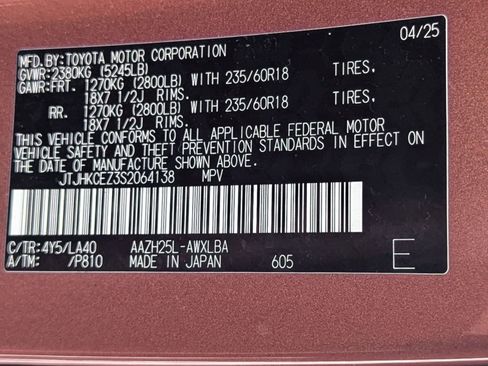 04/25
MFD.BY:TOYOTA MOTOR CORPORATION
GVWR:2380KG (5245LB)
GAWR:FRT. 1270KG (2800LB) WITH 235/60R18 TIRES,
18X7 1/2J RIMS,
RR. 1270KG (2800LB) WITH 235/60R18 TIRES,
18X7 1/2J RIMS,
THIS VEHICLE CONFORMS TO ALL APPLICABLE FEDERAL MOTOR
VEHICLE SAFETY AND THEFT PREVENTION STANDARDS IN EFFECT ON
THE DATE OF MANUFACTURE SHOWN ABOVE.
JTJHKCEZ3S2064138 MPV
C/TR:4Y5/LA40 AAZH25L-AWXLBA
A/TM: /P810 MADE IN JAPAN 605 E